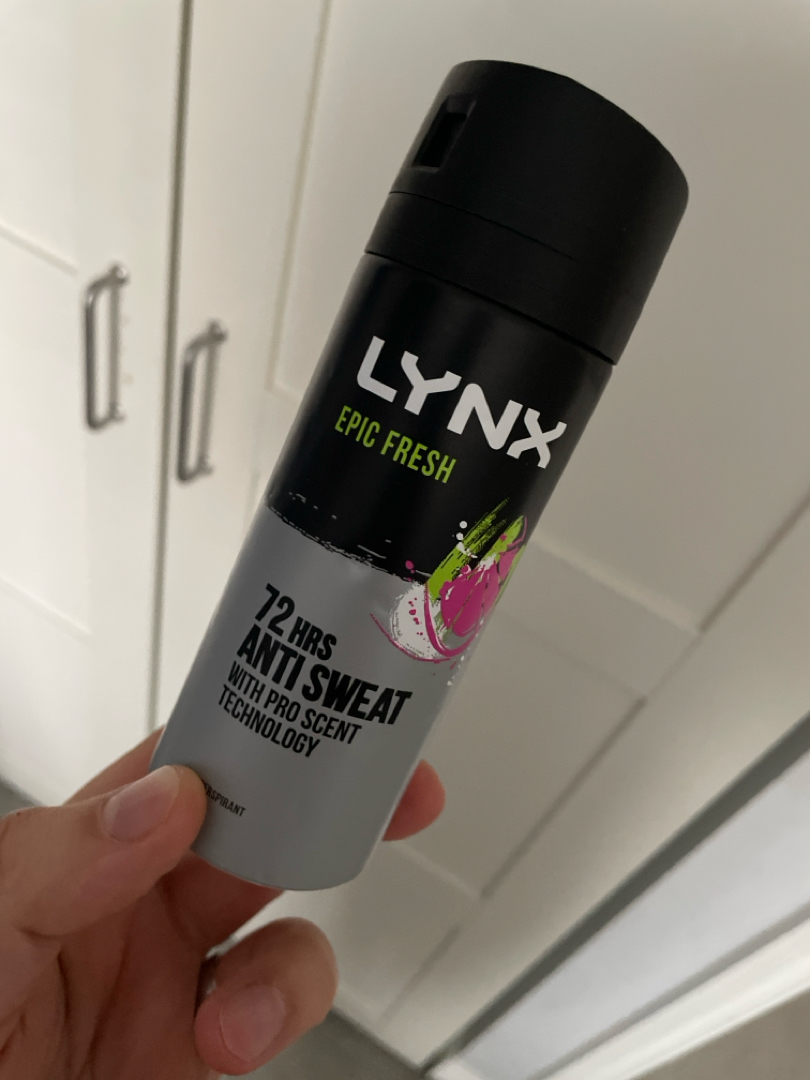 LYNX
EPIC FRESH
72 HRS
ANTI SWEAT
WITH PRO SCENT
TECHNOLOGY